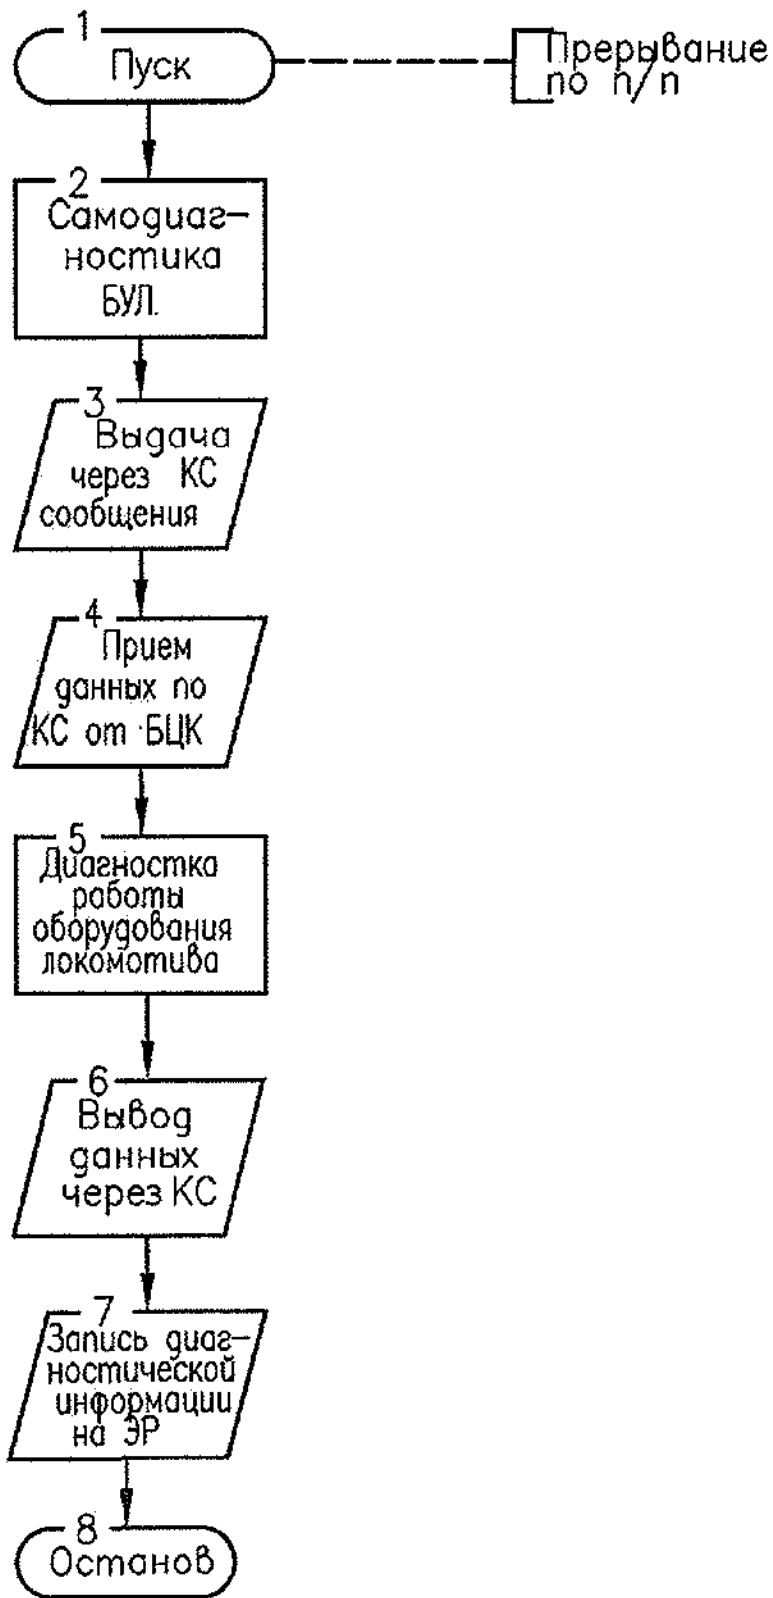 1
Пуск
Прерывание
по п/п
2
Самодиаг-
ностика
БУЛ.
3
Выдача
через КС
сообщения
4
Прием
данных по
КС от БЦК
5
Диагностка
работы
оборудования
локомотива
6
Вывод
данных
через КС
7
Запись диаг-
ностической
информации
на ЭР
8
Останов